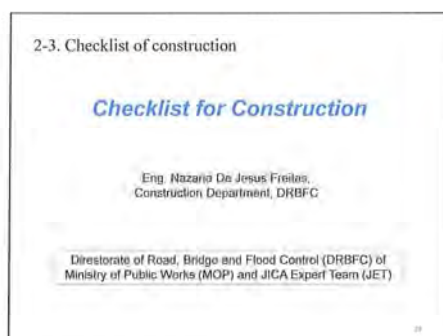 2-3. Checklist of construction
Checklist for Construction
Eng. Nazario De Jesus Freitas,
Construction Department, DRBFC
Directorate of Road, Bridge and Flood Control (DRBFC) of
Ministry of Public Works (MOP) and JICA Expert Team (JET)